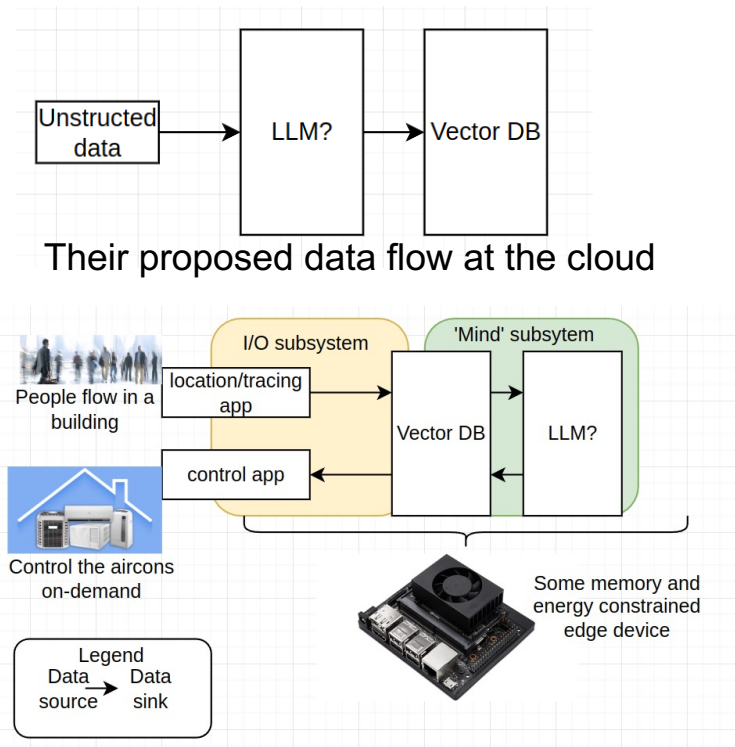 Unstructed
data
LLM?
Vector DB
Their proposed data flow at the cloud
I/O subsystem
'Mind' subsytem
People flow in a
building
location/tracing
app
Vector DB
LLM?
control app
Control the aircons
on-demand
Some memory and
energy constrained
edge device
Legend
Data
source
Data
sink